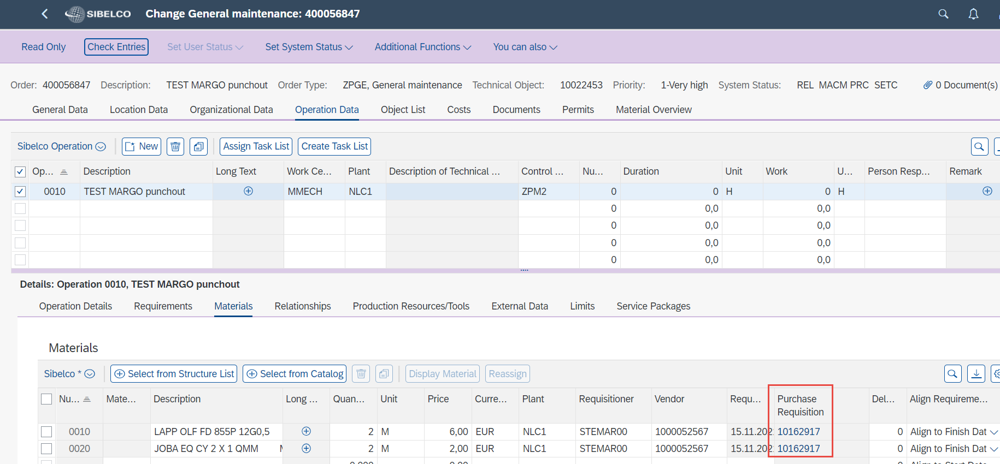 SIBELCO Change General maintenance: 400056847
Read Only Check Entries Set User Status Set System Status Additional Functions You can also
Order: 400056847 Description: TEST MARGO punchout Order Type: ZPGE, General maintenance Technical Object: 10022453 Priority: 1-Very high System Status: REL MACM PRC SETC 0 Document(s)
General Data Location Data Organizational Data Operation Data Object List Costs Documents Permits Material Overview
Sibelco Operation New Assign Task List Create Task List
Op... Description Long Text Work Ce... Plant Description of Technical ... Control ... Nu... Duration Unit Work U... Person Resp... Remark
0010 TEST MARGO punchout MMECH NLC1 ZPM2 0 0 H 0 H
0 0,0 0,0
0 0,0 0,0
0 0,0 0,0
0 0,0 0,0
Details: Operation 0010, TEST MARGO punchout
Operation Details Requirements Materials Relationships Production Resources/Tools External Data Limits Service Packages
Materials
Sibelco * Select from Structure List Select from Catalog Display Material Reassign
Nu... Mate... Description Long ... Quan... Unit Price Curre... Plant Requisitioner Vendor Requ... Purchase Requisition Del... Align Requireme...
0010 LAPP OLF FD 855P 12G0,5 2 M 6,00 EUR NLC1 STEMAR00 1000052567 15.11.202 10162917 0 Align to Finish Dat
0020 JOBA EQ CY 2 X 1 QMM 2 M 2,00 EUR NLC1 STEMAR00 1000052567 15.11.202 10162917 0 Align to Finish Dat